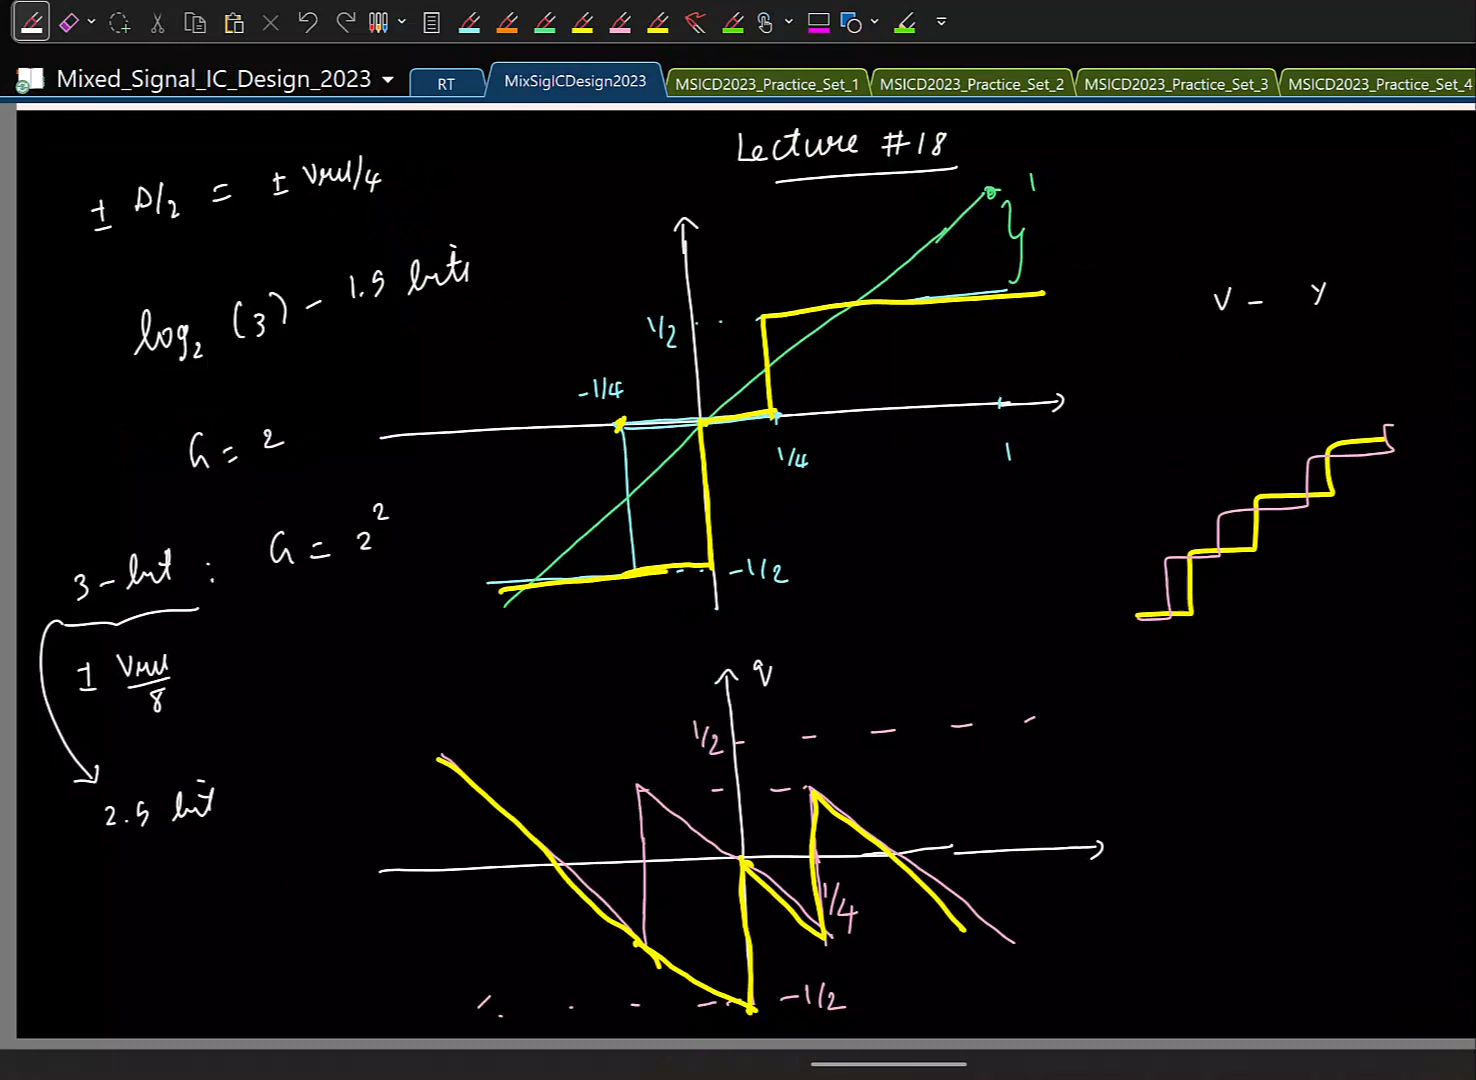 Mixed_Signal_IC_Design_2023
RT
MixSigICDesign2023
MSICD2023_Practice_Set_1
MSICD2023_Practice_Set_2
MSICD2023_Practice_Set_3
MSICD2023_Practice_Set_4
Lecture #18
± Δ/2 = ± Vref/4
log₂ (3) - 1.5 bits
G = 2
3-bit : G = 2²
± Vref/8
2.5 bit
1
1/2
-1/4
1/4
1
-1/2
V - Y
q
1/2
1/4
-1/2